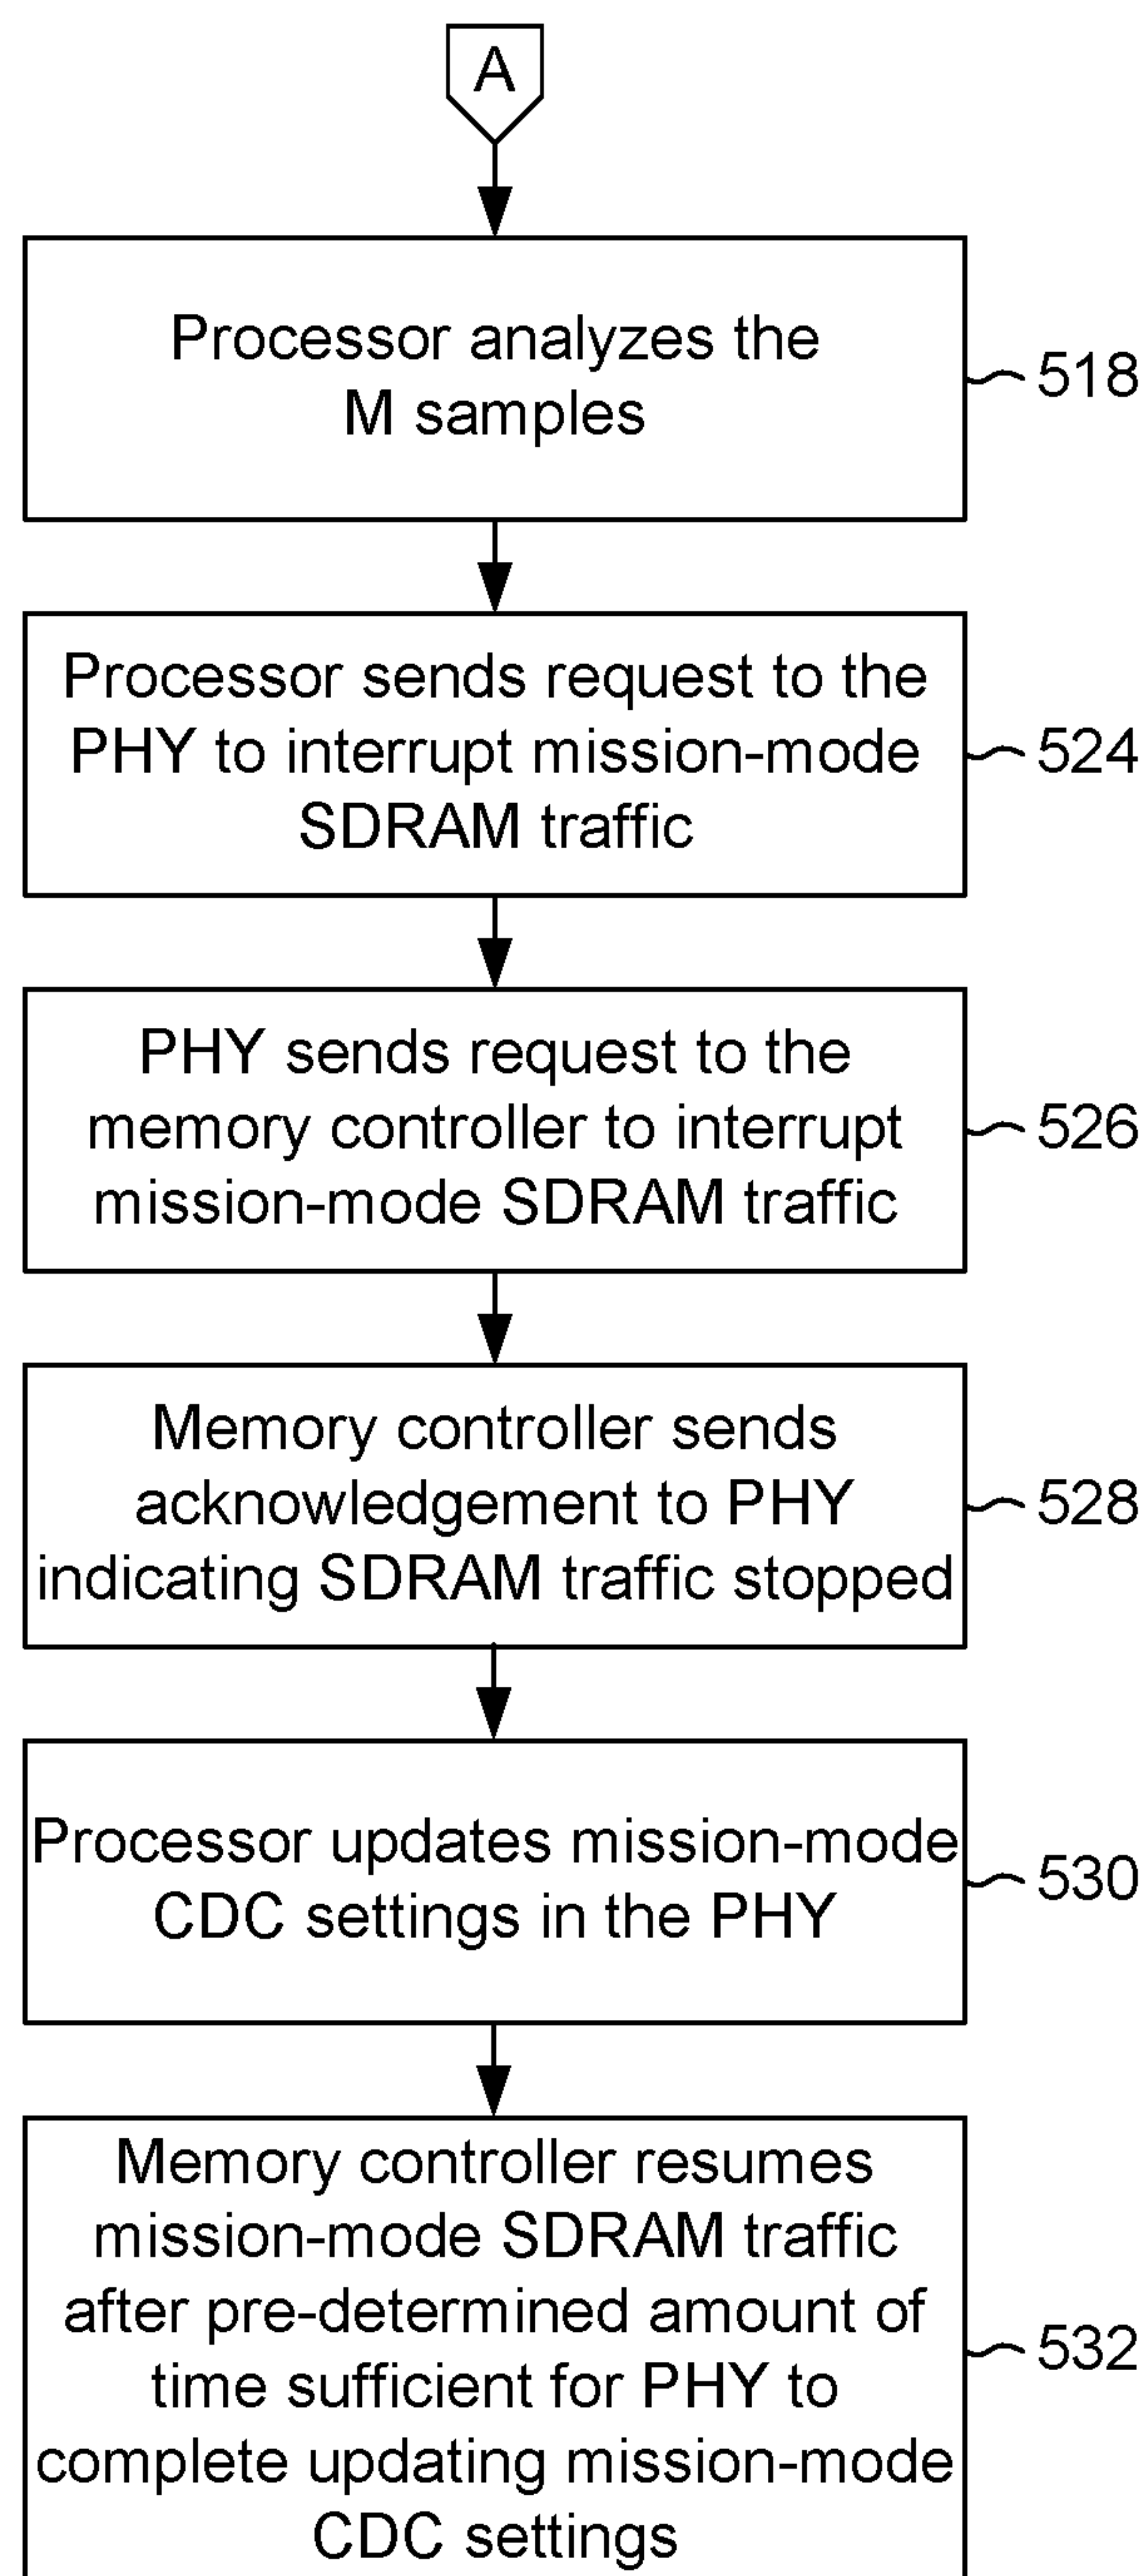 A
Processor analyzes the
M samples
518
Processor sends request to the
PHY to interrupt mission-mode
SDRAM traffic
524
PHY sends request to the
memory controller to interrupt
mission-mode SDRAM traffic
526
Memory controller sends
acknowledgement to PHY
indicating SDRAM traffic stopped
528
Processor updates mission-mode
CDC settings in the PHY
530
Memory controller resumes
mission-mode SDRAM traffic
after pre-determined amount of
time sufficient for PHY to
complete updating mission-mode
CDC settings
532